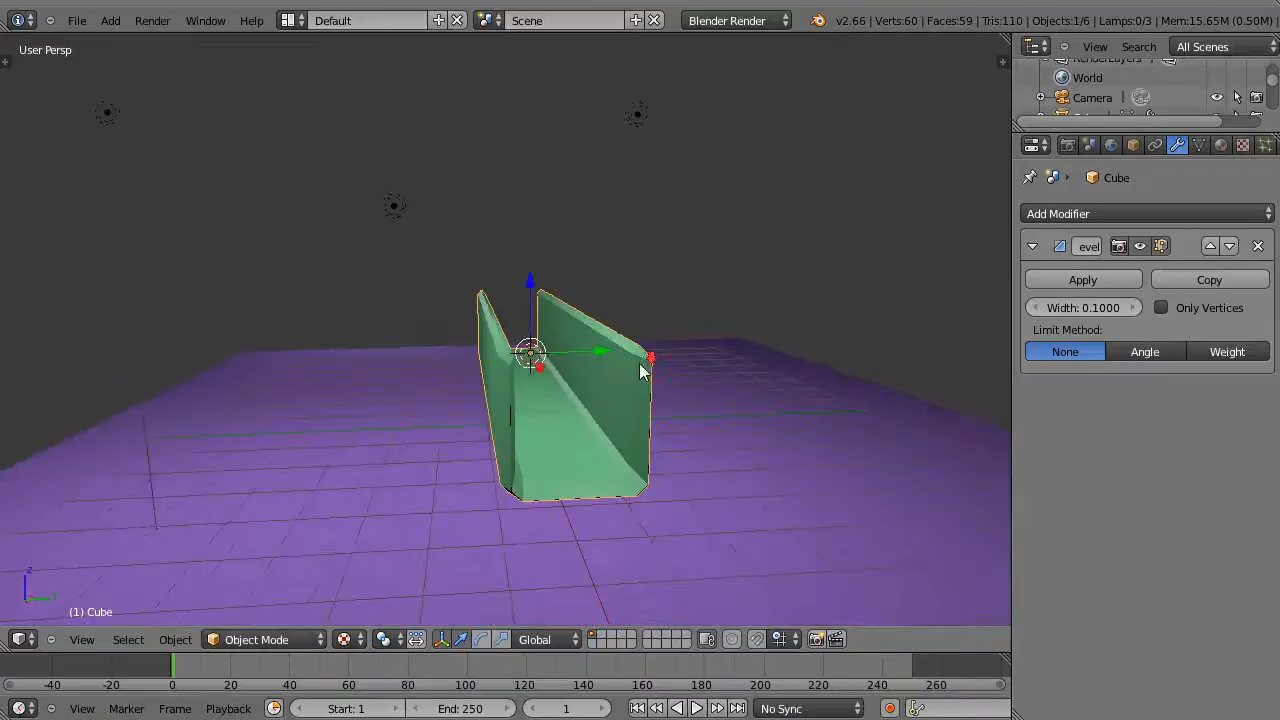 File Add Render Window Help Default Scene Blender Render v2.66 | Verts:60 | Faces:59 | Tris:110 | Objects:1/6 | Lamps:0/3 | Mem:15.65M (0.50M)
User Persp
View Search All Scenes
World
Camera
Cube
Add Modifier
evel
Apply Copy
Width: 0.1000 Only Vertices
Limit Method:
None Angle Weight
(1) Cube
View Select Object Object Mode Global
-40 -20 0 20 40 60 80 100 120 140 160 180 200 220 240 260
View Marker Frame Playback Start: 1 End: 250 1 No Sync